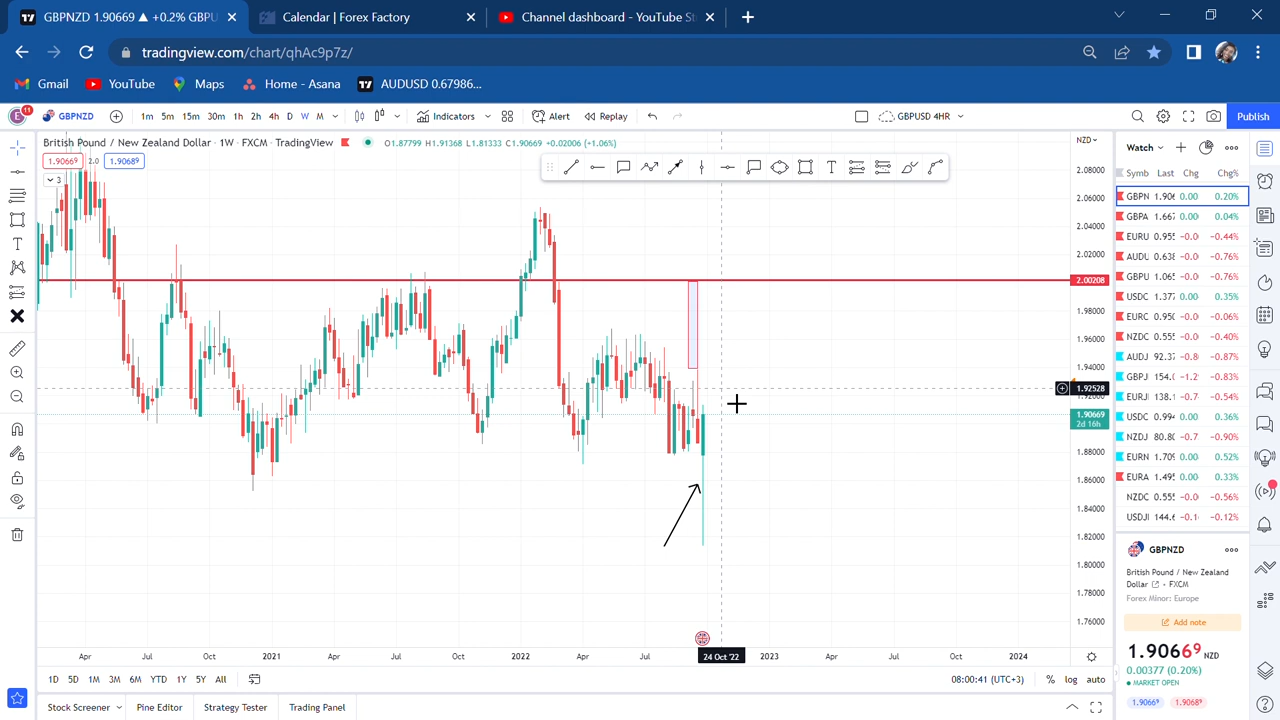 GBPNZD 1.90669 ▲ +0.2% GBPU
Calendar | Forex Factory
Channel dashboard - YouTube St
tradingview.com/chart/qhAc9p7z/
Gmail
YouTube
Maps
Home - Asana
AUDUSD 0.67986...
E
11
GBPNZD
1m 5m 15m 30m 1h 2h 4h D W M
Indicators
Alert
Replay
GBPUSD 4HR
Publish
British Pound / New Zealand Dollar · 1W · FXCM · TradingView
O1.87799 H1.91368 L1.81333 C1.90669 +0.02006 (+1.06%)
1.90669 2.0 1.90689
3
NZD
2.08000
2.06000
2.04000
2.02000
2.00208
1.98000
1.96000
1.94000
1.92528
1.92000
1.90669
2d 16h
1.88000
1.86000
1.84000
1.82000
1.80000
1.78000
1.76000
Apr Jul Oct 2021 Apr Jul Oct 2022 Apr Jul 24 Oct '22 2023 Apr Jul Oct 2024
1D 5D 1M 3M 6M YTD 1Y 5Y All
08:00:41 (UTC+3)
% log auto
Stock Screener
Pine Editor
Strategy Tester
Trading Panel
Watch
Symb Last Chg Chg%
GBPN 1.906 0.00 0.20%
GBPA 1.667 0.00 0.04%
EURU 0.955 -0.0 -0.44%
AUDU 0.638 -0.0 -0.76%
GBPU 1.065 -0.0 -0.76%
USDC 1.377 0.00 0.35%
EURC 0.950 -0.0 -0.06%
NZDC 0.555 -0.0 -0.40%
AUDJ 92.37 -0.8 -0.87%
GBPJ 154.0 -1.2 -0.83%
EURJ 138.1 -0.7 -0.54%
USDC 0.994 0.00 0.36%
NZDJ 80.80 -0.7 -0.90%
EURN 1.709 0.00 0.52%
EURA 1.495 0.00 0.33%
NZDC 0.555 -0.0 -0.56%
USDJ 144.6 -0.1 -0.12%
GBPNZD
British Pound / New Zealand
Dollar · FXCM
Forex Minor: Europe
Add note
1.90669 NZD
0.00377 (0.20%)
MARKET OPEN
1.90669 1.90689